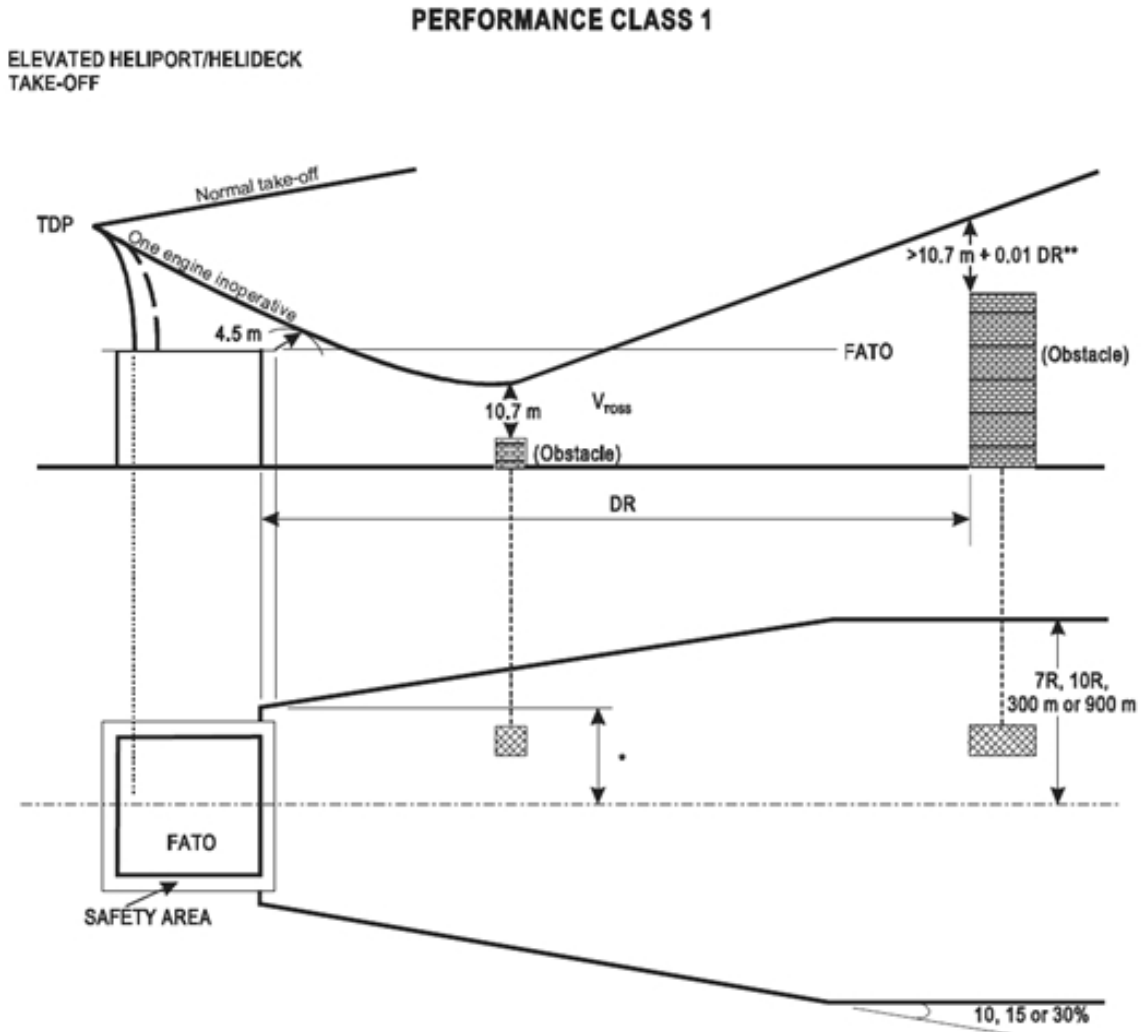 PERFORMANCE CLASS 1
ELEVATED HELIPORT/HELIDECK
TAKE-OFF
Normal take-off
TDP
One engine inoperative
>10.7 m + 0.01 DR**
4.5 m
FATO
(Obstacle)
10.7 m
Vross
(Obstacle)
DR
7R, 10R,
300 m or 900 m
*
FATO
SAFETY AREA
10, 15 or 30%